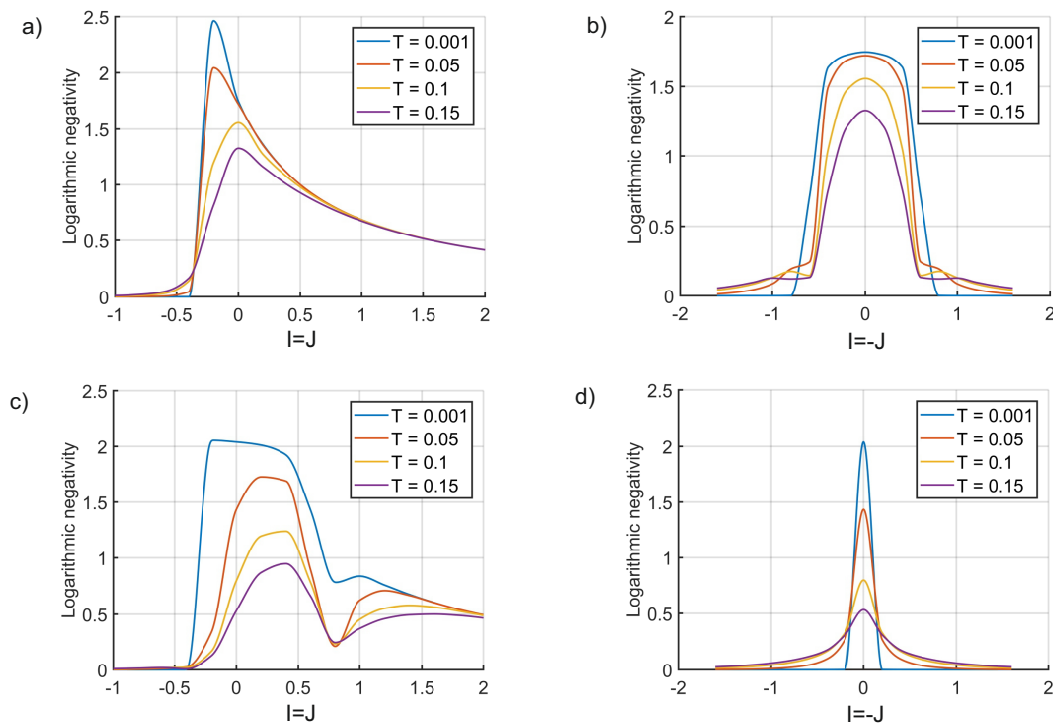 a)
2.5
2
1.5
1
0.5
0
Logarithmic negativity
-1
-0.5
0
0.5
1
1.5
2
I=J
T = 0.001
T = 0.05
T = 0.1
T = 0.15
b)
2
1.5
1
0.5
0
Logarithmic negativity
-2
-1
0
1
2
I=-J
T = 0.001
T = 0.05
T = 0.1
T = 0.15
c)
2.5
2
1.5
1
0.5
0
Logarithmic negativity
-1
-0.5
0
0.5
1
1.5
2
I=J
T = 0.001
T = 0.05
T = 0.1
T = 0.15
d)
2.5
2
1.5
1
0.5
0
Logarithmic negativity
-2
-1
0
1
2
I=-J
T = 0.001
T = 0.05
T = 0.1
T = 0.15